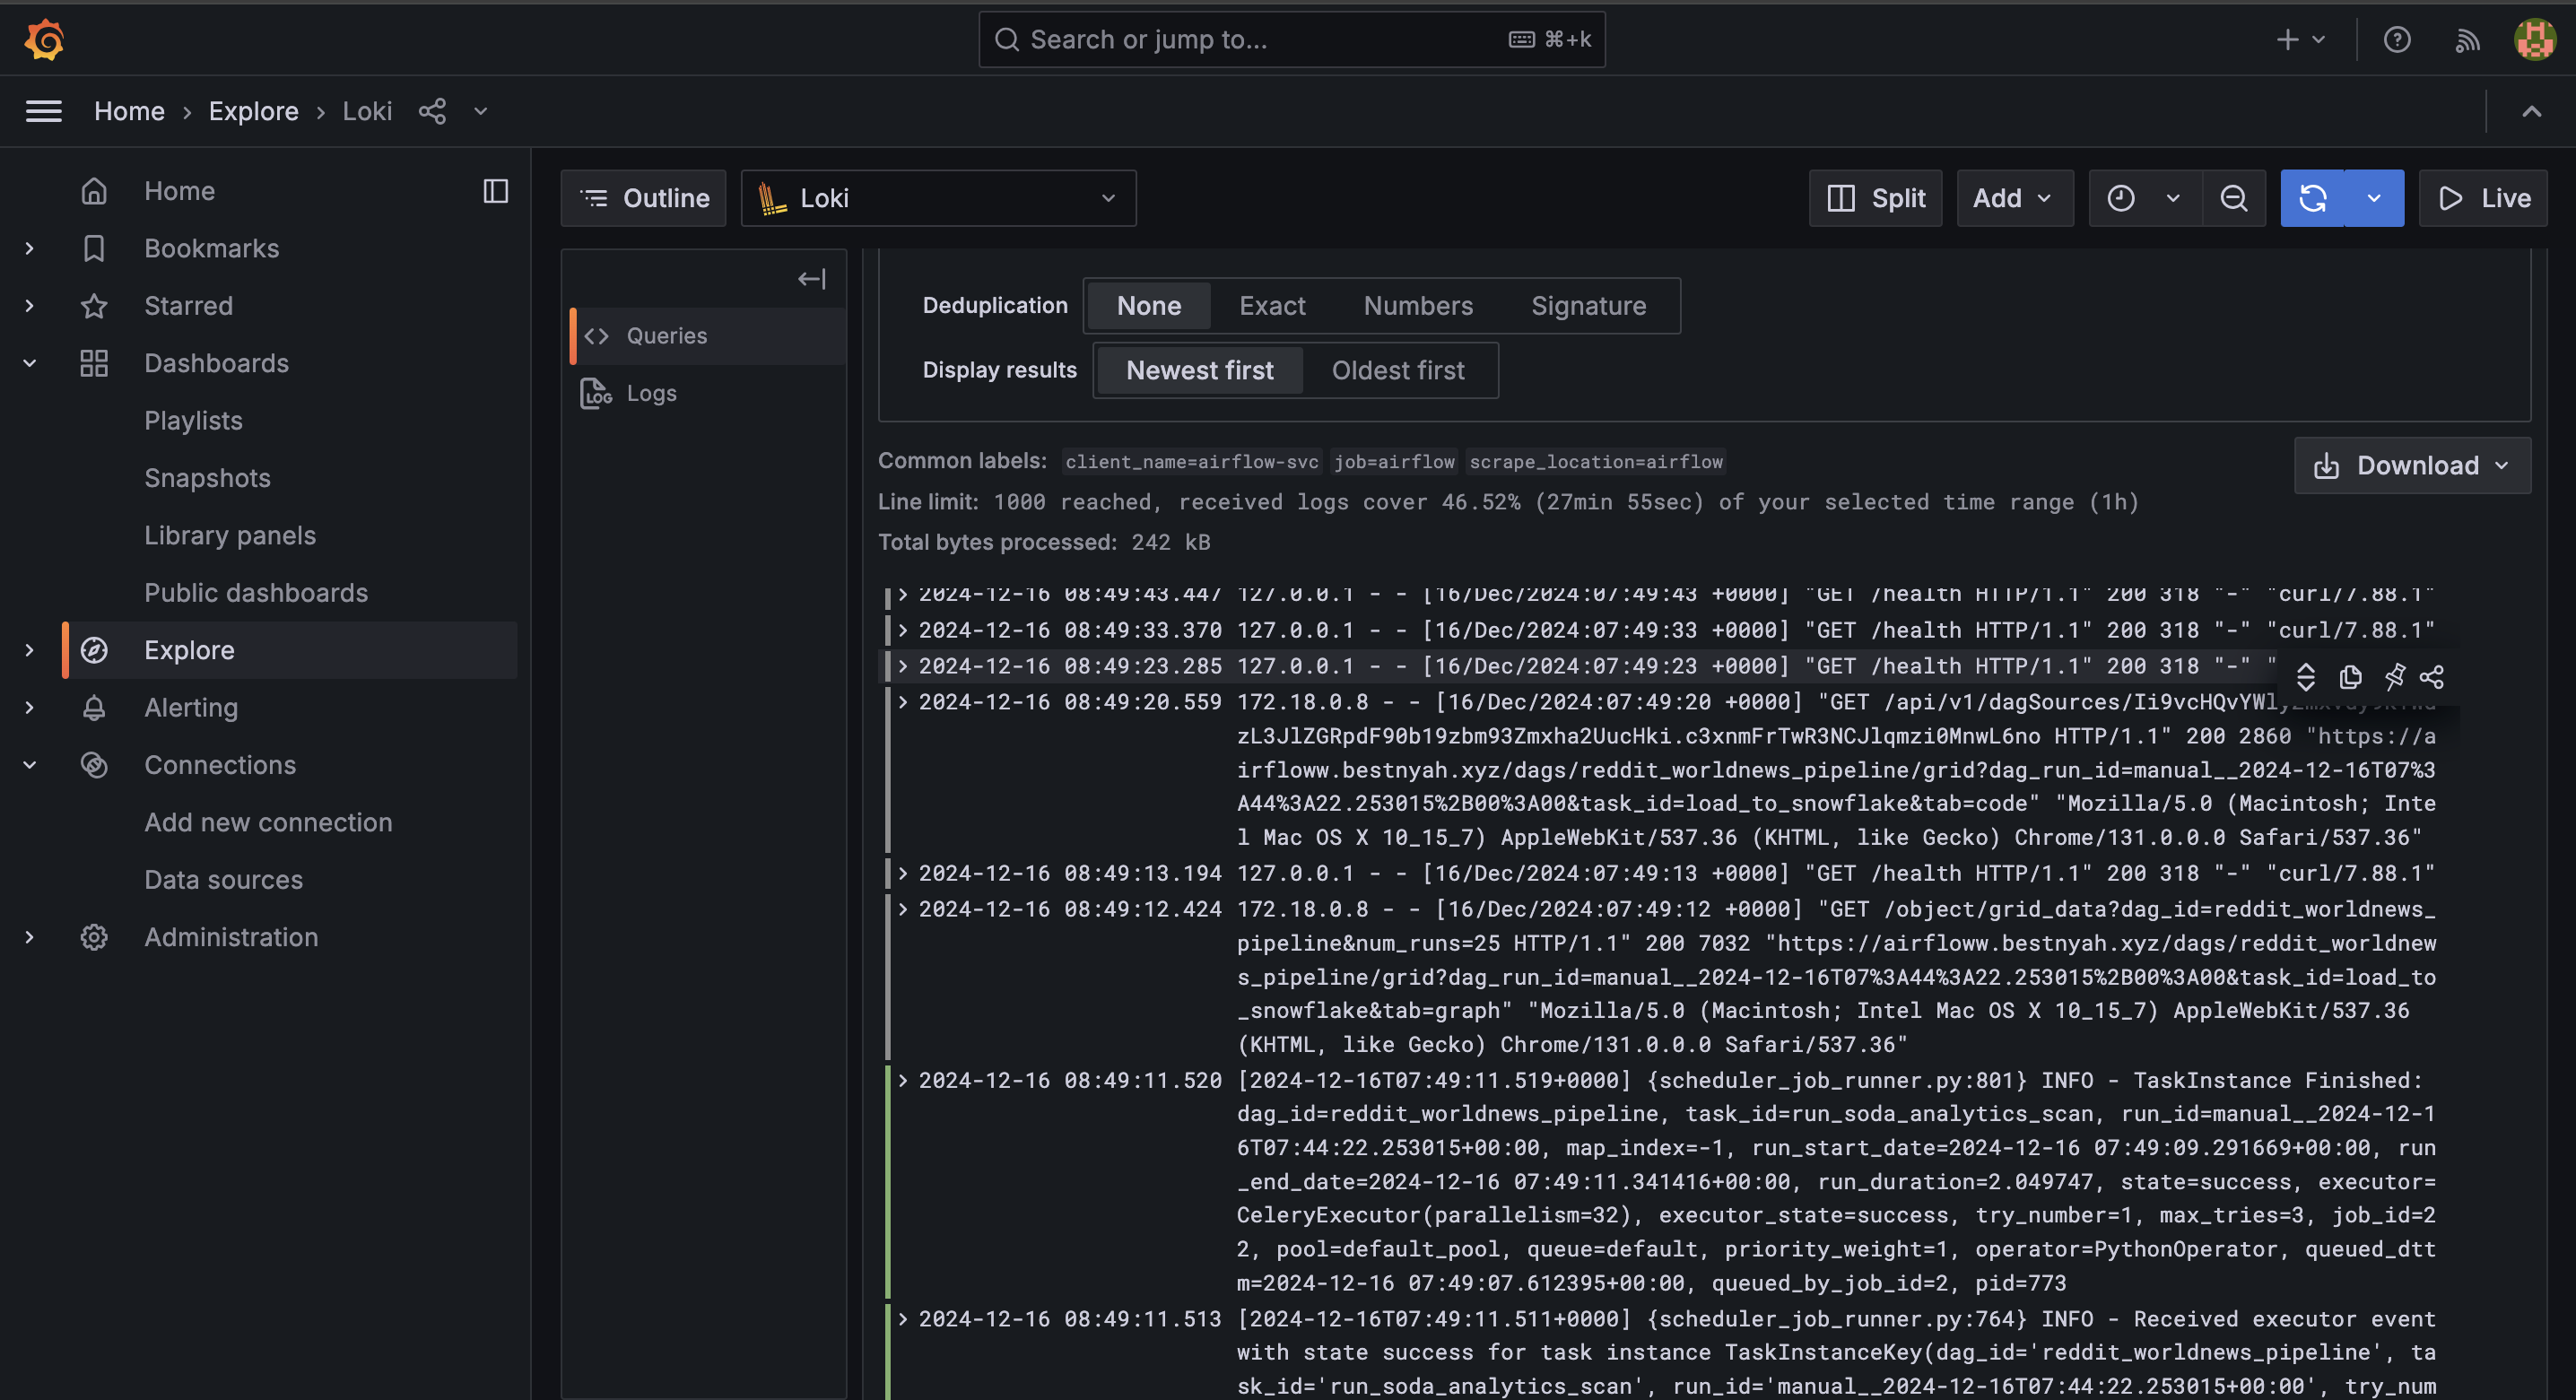 Search or jump to...
⌘+k
Home › Explore › Loki
Home
Bookmarks
Starred
Dashboards
Playlists
Snapshots
Library panels
Public dashboards
Explore
Alerting
Connections
Add new connection
Data sources
Administration
Outline
Loki
Split
Add
Live
Queries
Logs
Deduplication None Exact Numbers Signature
Display results Newest first Oldest first
Common labels: client_name=airflow-svc job=airflow scrape_location=airflow
Download
Line limit: 1000 reached, received logs cover 46.52% (27min 55sec) of your selected time range (1h)
Total bytes processed: 242 kB
2024-12-16 08:49:43.447 127.0.0.1 - - [16/Dec/2024:07:49:43 +0000] "GET /health HTTP/1.1" 200 318 "-" "curl/7.88.1"
2024-12-16 08:49:33.370 127.0.0.1 - - [16/Dec/2024:07:49:33 +0000] "GET /health HTTP/1.1" 200 318 "-" "curl/7.88.1"
2024-12-16 08:49:23.285 127.0.0.1 - - [16/Dec/2024:07:49:23 +0000] "GET /health HTTP/1.1" 200 318 "-" "
2024-12-16 08:49:20.559 172.18.0.8 - - [16/Dec/2024:07:49:20 +0000] "GET
zL3JlZGRpdF90b19zbm93Zmxha2UucHki.c3xnmFrTwR3NCJlqmzi0MnwL6no HTTP/1.1" 200 2860 "https://a
irfloww.bestnyah.xyz/dags/reddit_worldnews_pipeline/grid?dag_run_id=manual__2024-12-16T07%3
A44%3A22.253015%2B00%3A00&task_id=load_to_snowflake&tab=code" "Mozilla/5.0 (Macintosh; Inte
l Mac OS X 10_15_7) AppleWebKit/537.36 (KHTML, like Gecko) Chrome/131.0.0.0 Safari/537.36"
2024-12-16 08:49:13.194 127.0.0.1 - - [16/Dec/2024:07:49:13 +0000] "GET /health HTTP/1.1" 200 318 "-" "curl/7.88.1"
2024-12-16 08:49:12.424 172.18.0.8 - - [16/Dec/2024:07:49:12 +0000] "GET /object/grid_data?dag_id=reddit_worldnews_
pipeline&num_runs=25 HTTP/1.1" 200 7032 "https://airfloww.bestnyah.xyz/dags/reddit_worldnew
s_pipeline/grid?dag_run_id=manual__2024-12-16T07%3A44%3A22.253015%2B00%3A00&task_id=load_to
_snowflake&tab=graph" "Mozilla/5.0 (Macintosh; Intel Mac OS X 10_15_7) AppleWebKit/537.36
(KHTML, like Gecko) Chrome/131.0.0.0 Safari/537.36"
2024-12-16 08:49:11.520 [2024-12-16T07:49:11.519+0000] {scheduler_job_runner.py:801} INFO - TaskInstance Finished:
dag_id=reddit_worldnews_pipeline, task_id=run_soda_analytics_scan, run_id=manual__2024-12-1
6T07:44:22.253015+00:00, map_index=-1, run_start_date=2024-12-16 07:49:09.291669+00:00, run
_end_date=2024-12-16 07:49:11.341416+00:00, run_duration=2.049747, state=success, executor=
CeleryExecutor(parallelism=32), executor_state=success, try_number=1, max_tries=3, job_id=2
2, pool=default_pool, queue=default, priority_weight=1, operator=PythonOperator, queued_dtt
m=2024-12-16 07:49:07.612395+00:00, queued_by_job_id=2, pid=773
2024-12-16 08:49:11.513 [2024-12-16T07:49:11.511+0000] {scheduler_job_runner.py:764} INFO - Received executor event
with state success for task instance TaskInstanceKey(dag_id='reddit_worldnews_pipeline', ta
sk_id='run_soda_analytics_scan', run_id='manual__2024-12-16T07:44:22.253015+00:00', try_num